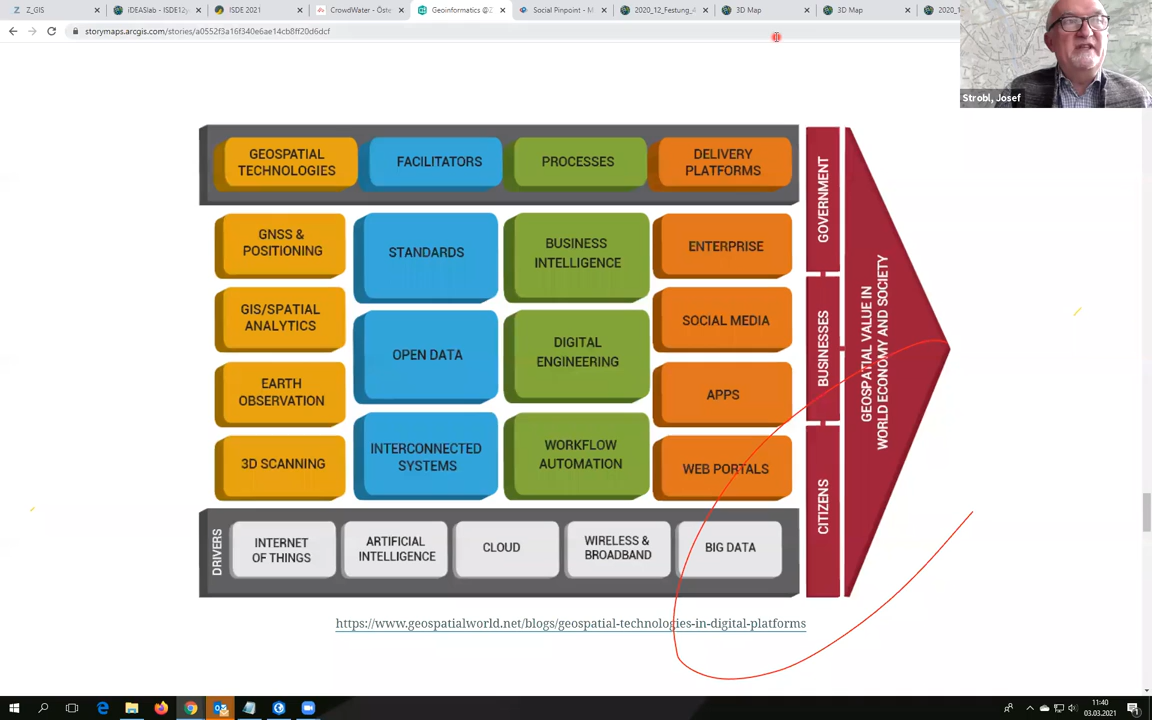 Z_GIS
iDEASlab - ISDE12
ISDE 2021
CrowdWater - Öste
Geoinformatics @Z
Social Pinpoint - M
2020_12_Festung_4
3D Map
3D Map
2020_1
storymaps.arcgis.com/stories/a0552f3a16f340e6ae14cb8ff20d6dcf
Strobl, Josef
GEOSPATIAL
TECHNOLOGIES
FACILITATORS
PROCESSES
DELIVERY
PLATFORMS
GNSS &
POSITIONING
GIS/SPATIAL
ANALYTICS
EARTH
OBSERVATION
3D SCANNING
STANDARDS
OPEN DATA
INTERCONNECTED
SYSTEMS
BUSINESS
INTELLIGENCE
DIGITAL
ENGINEERING
WORKFLOW
AUTOMATION
ENTERPRISE
SOCIAL MEDIA
APPS
WEB PORTALS
GOVERNMENT
BUSINESSES
CITIZENS
GEOSPATIAL VALUE IN
WORLD ECONOMY AND SOCIETY
DRIVERS
INTERNET
OF THINGS
ARTIFICIAL
INTELLIGENCE
CLOUD
WIRELESS &
BROADBAND
BIG DATA
https://www.geospatialworld.net/blogs/geospatial-technologies-in-digital-platforms
11:40
03.03.2021